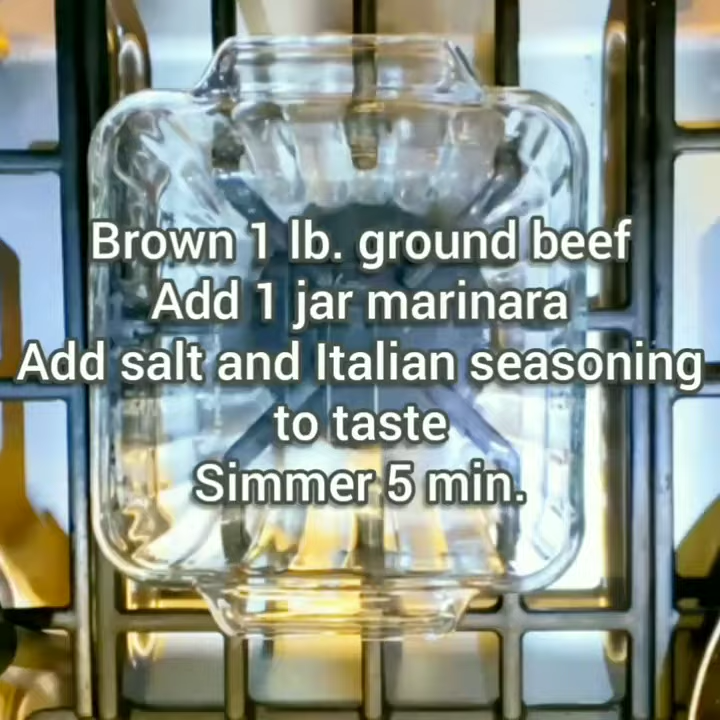 Brown 1 lb. ground beef
Add 1 jar marinara
Add salt and Italian seasoning
to taste
Simmer 5 min.